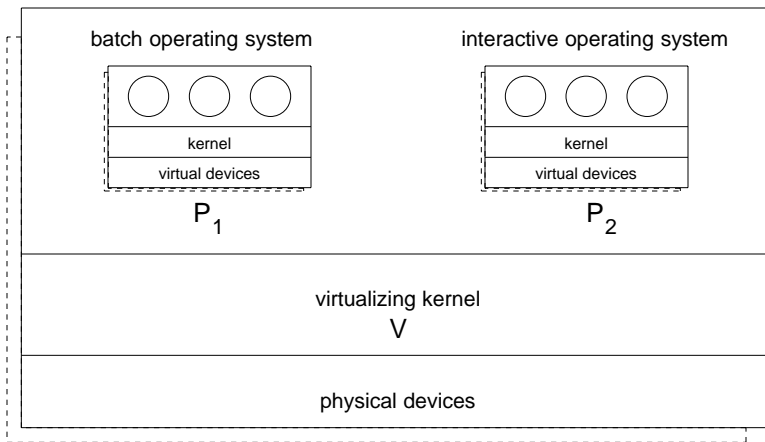 batch operating system
interactive operating system
kernel
kernel
virtual devices
virtual devices
P1
P2
virtualizing kernel
V
physical devices